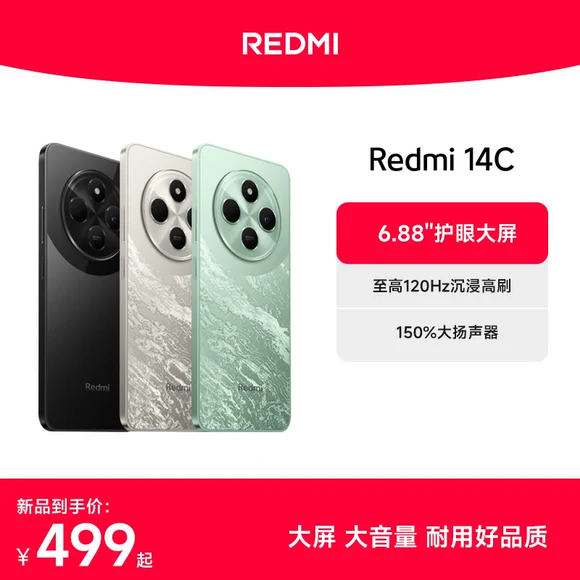 REDMI
Redmi 14C
6.88"护眼大屏
至高120Hz沉浸高刷
150%大扬声器
Redmi
Redmi
Redmi
新品到手价：
¥499起
大屏 大音量 耐用好品质